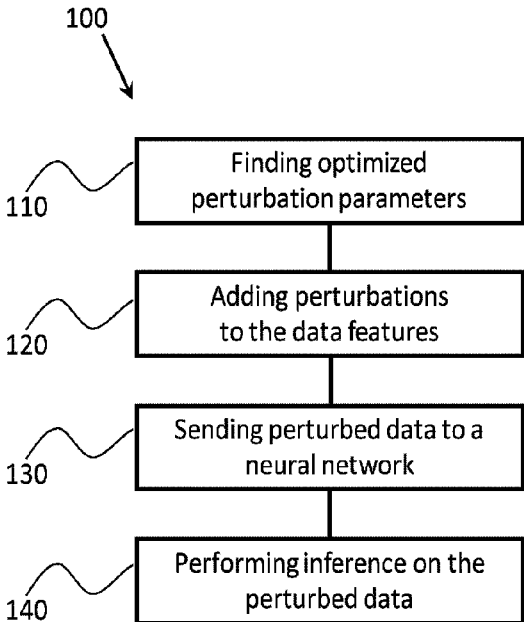 100
Finding optimized
perturbation parameters
110
Adding perturbations
to the data features
120
Sending perturbed data to a
neural network
130
Performing inference on the
perturbed data
140